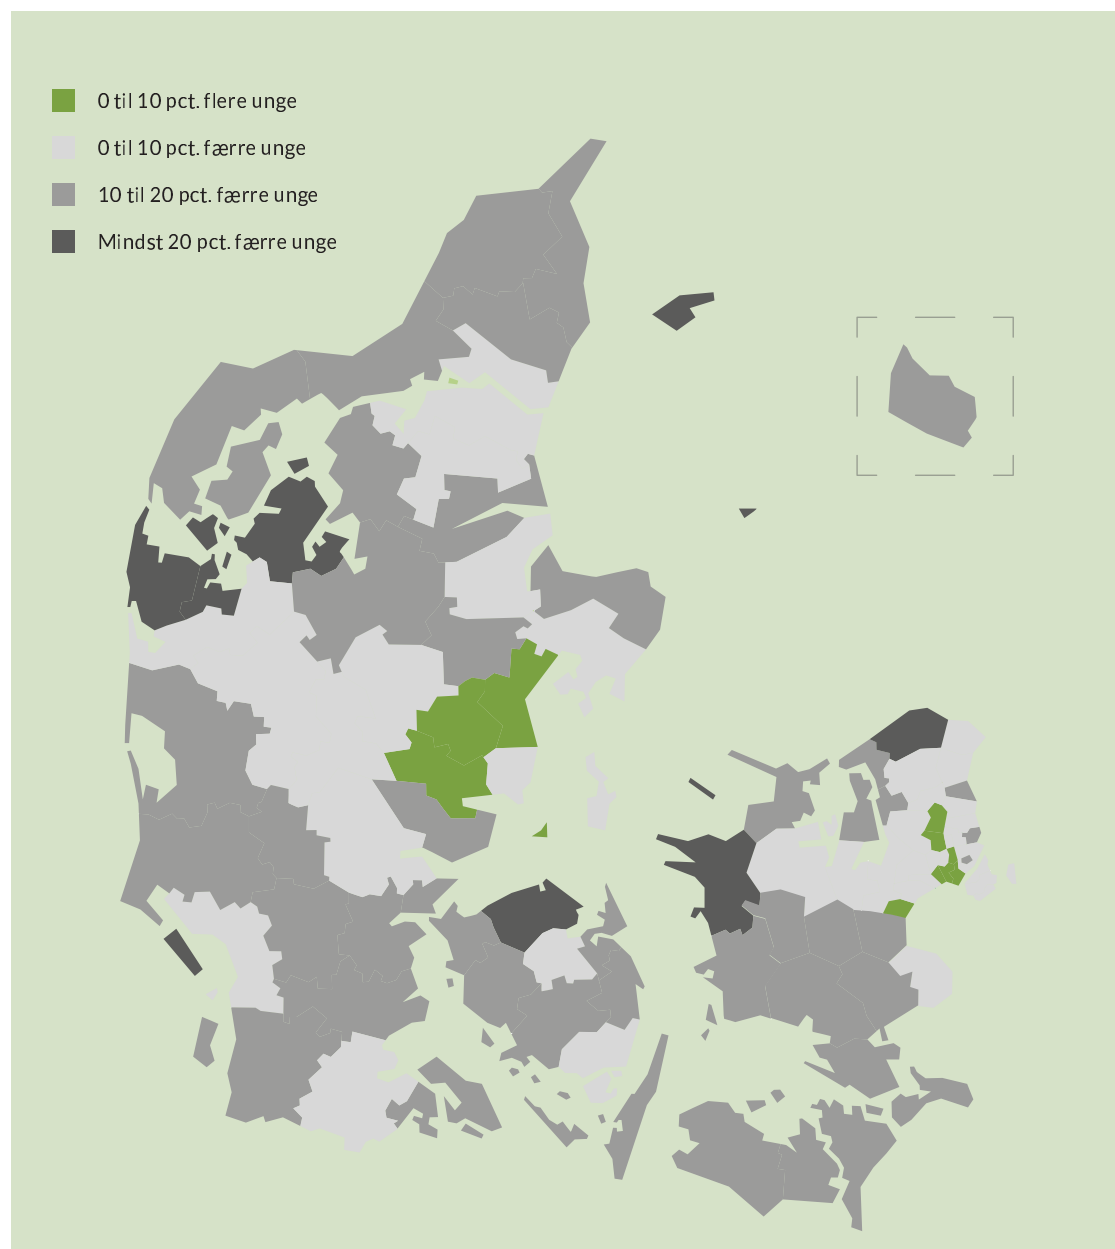 0 til 10 pct. flere unge
0 til 10 pct. færre unge
10 til 20 pct. færre unge
Mindst 20 pct. færre unge